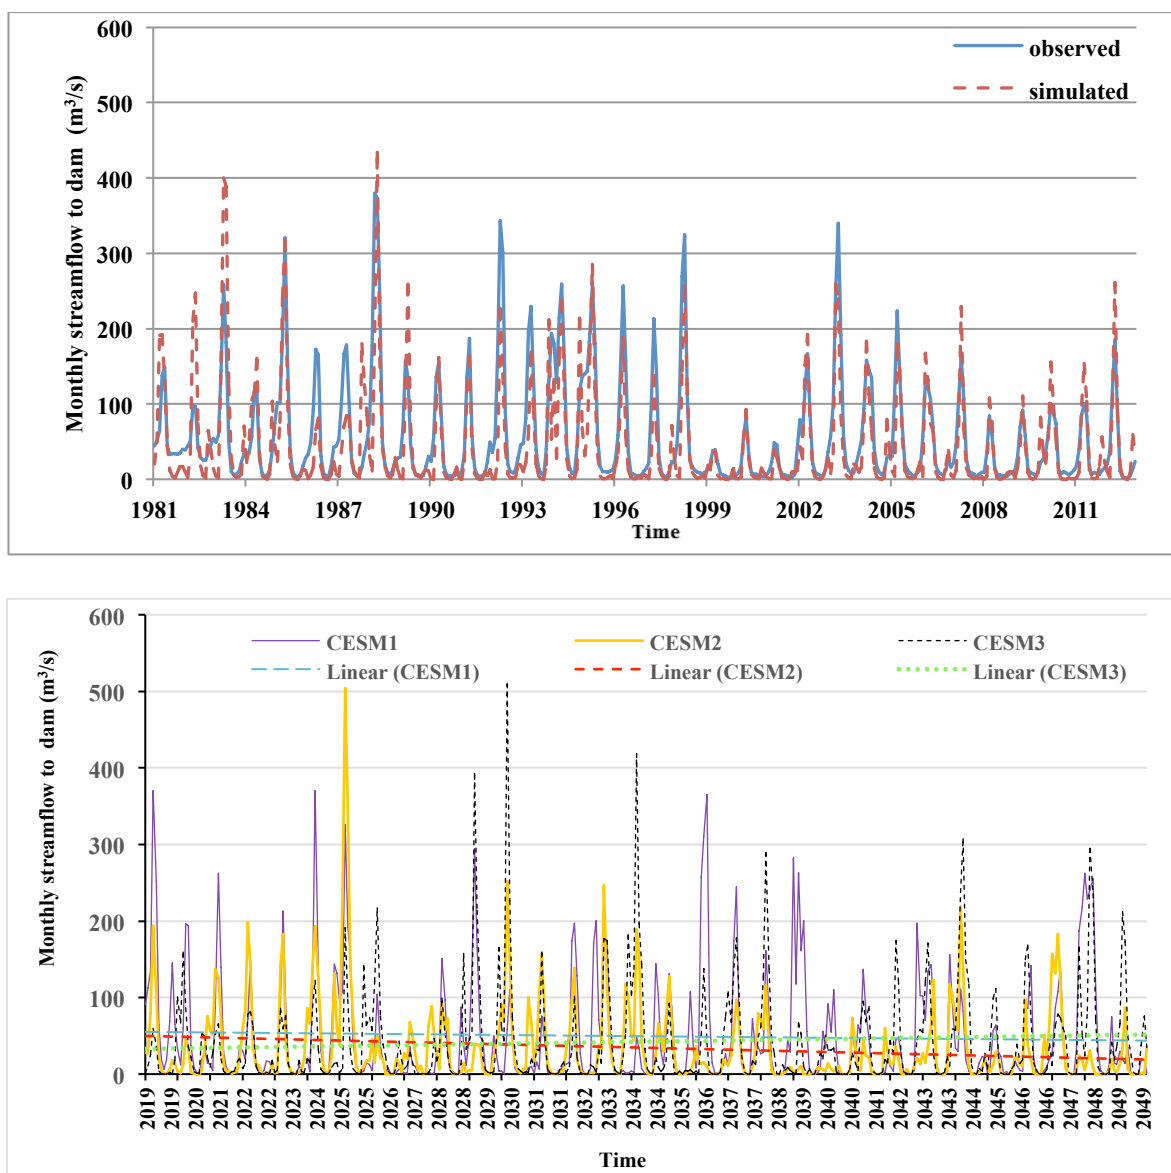 600
500
400
300
200
100
0
Monthly streamflow to dam (m³/s)
observed
simulated
1981 1984 1987 1990 1993 1996 1999 2002 2005 2008 2011
Time
600
500
400
300
200
100
0
Monthly streamflow to dam (m³/s)
CESM1 CESM2 CESM3
Linear (CESM1) Linear (CESM2) Linear (CESM3)
2019 2019 2020 2021 2022 2022 2023 2024 2025 2025 2026 2027 2028 2028 2029 2030 2031 2031 2032 2033 2034 2034 2035 2036 2037 2037 2038 2039 2040 2040 2041 2042 2043 2043 2044 2045 2046 2046 2047 2048 2049 2049
Time